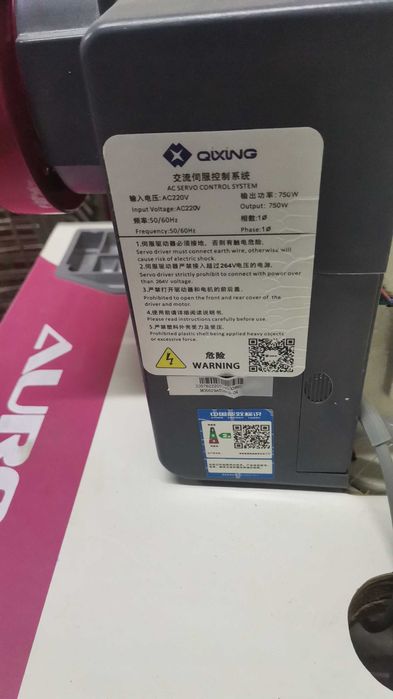 QIXING
交流伺服控制系统
AC SERVO CONTROL SYSTEM
输入电压:AC220V 输出功率:750W
Input Voltage:AC220V Output: 750W
频率:50/60Hz 相数:1Ø
Frequency:50/60Hz Phase:1Ø
1.伺服驱动器必须接地，否则有触电危险。
Servo driver must connect earth wire, otherwise will
cause risk of electric shock.
2.伺服驱动器严禁接入超过264V电压的电源。
Servo driver strictly prohibit to connect with power over
than 264V voltage.
3.严禁打开驱动器和电机的前后盖。
Prohibited to open the front and rear cover of the
driver and motor.
4.使用前请详细阅读说明书。
Please read instructions carefully before use.
5.严禁塑料外壳受力及受压。
Prohibited plastic shell being applied heavy objects
or excessive force.
危险
WARNING
中国能效标识
AURO